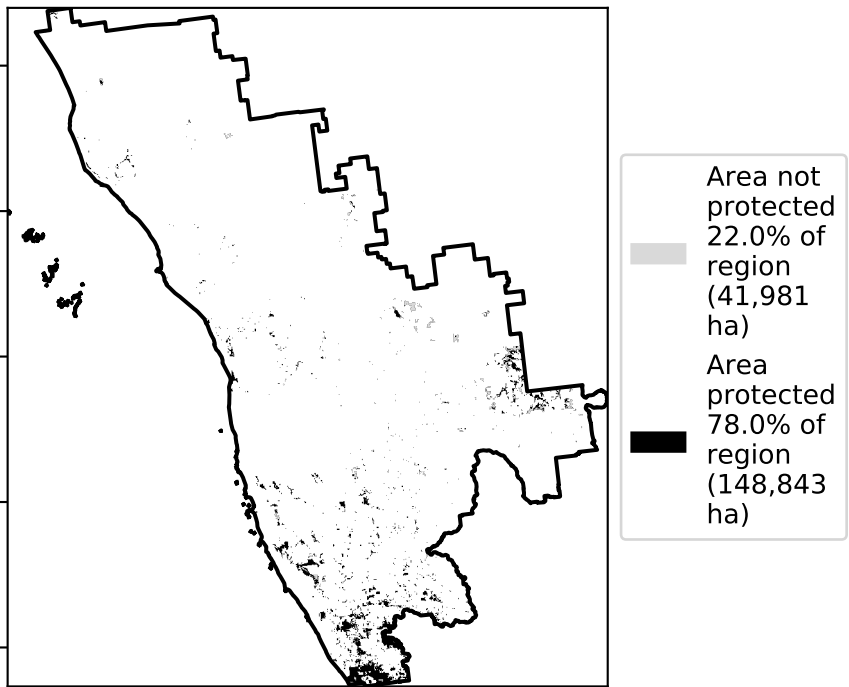 Area not
protected
22.0% of
region
(41,981
ha)
Area
protected
78.0% of
region
(148,843
ha)